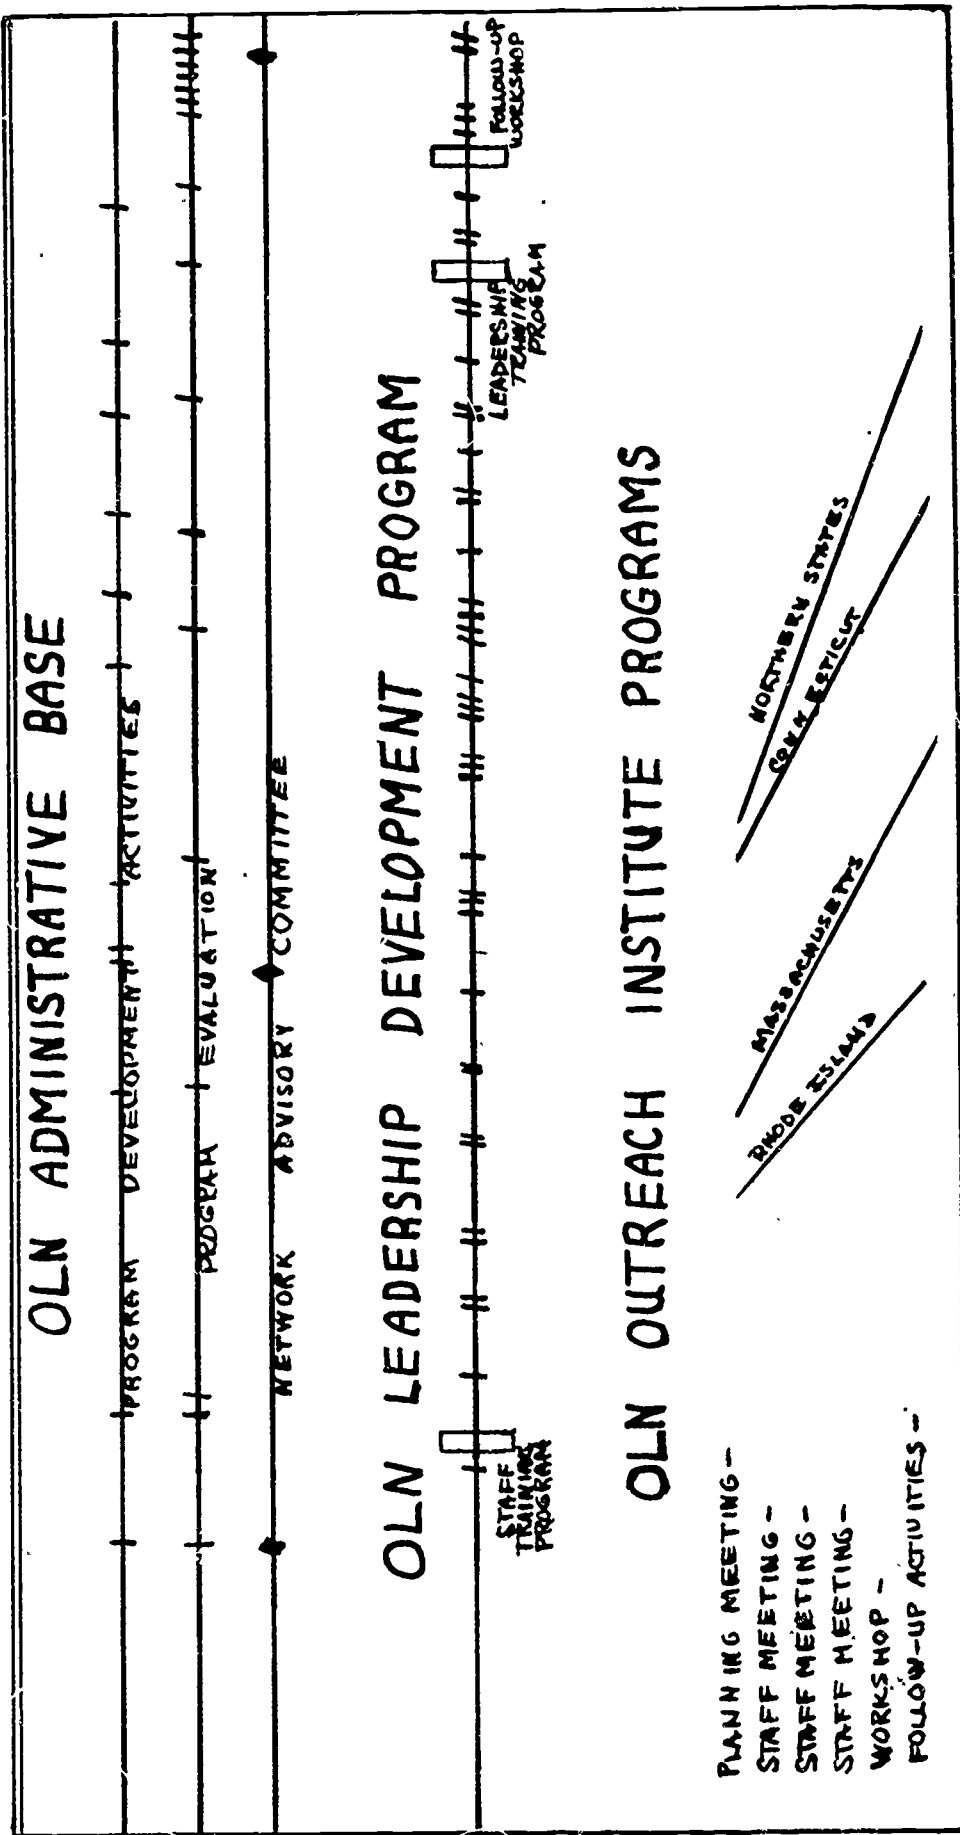 OLN ADMINISTRATIVE BASE
PROGRAM DEVELOPMENT ACTIVITIES
PROGRAM EVALUATION
NETWORK ADVISORY COMMITTEE
OLN LEADERSHIP DEVELOPMENT PROGRAM
STAFF
TRAINING
PROGRAM
LEADERSHIP
TRAINING
PROGRAM
FOLLOW-UP
WORKSHOP
OLN OUTREACH INSTITUTE PROGRAMS
PLANNING MEETING-
STAFF MEETING-
STAFF MEETING-
STAFF MEETING-
WORKSHOP-
FOLLOW-UP ACTIVITIES-
RHODE ISLAND
MASSACHUSETTS
CONNESTICUT
NORTHERN STATES